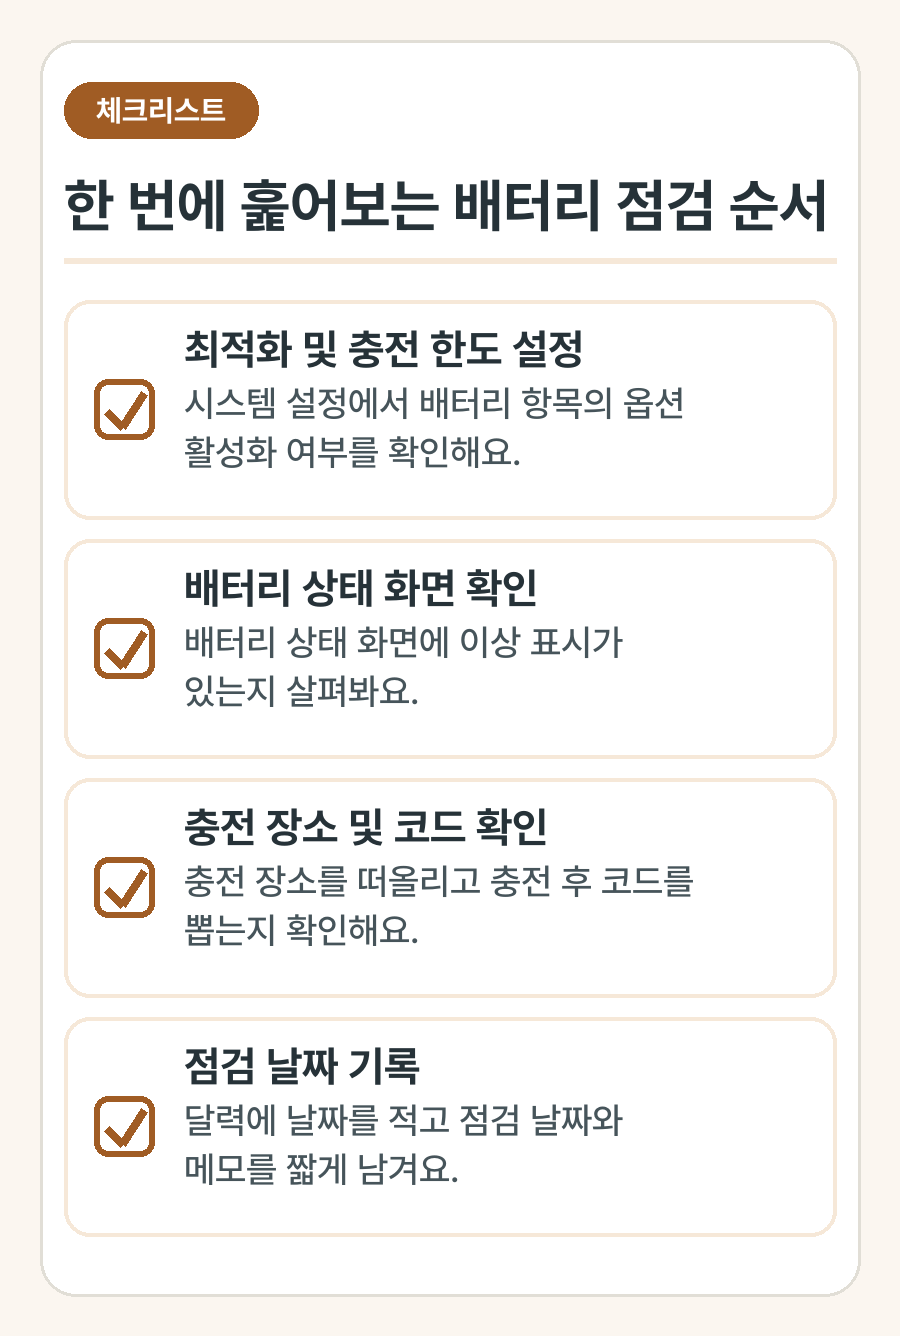 체크리스트
한 번에 훑어보는 배터리 점검 순서
최적화 및 충전 한도 설정
시스템 설정에서 배터리 항목의 옵션
활성화 여부를 확인해요.
배터리 상태 화면 확인
배터리 상태 화면에 이상 표시가
있는지 살펴봐요.
충전 장소 및 코드 확인
충전 장소를 떠올리고 충전 후 코드를
뽑는지 확인해요.
점검 날짜 기록
달력에 날짜를 적고 점검 날짜와
메모를 짧게 남겨요.